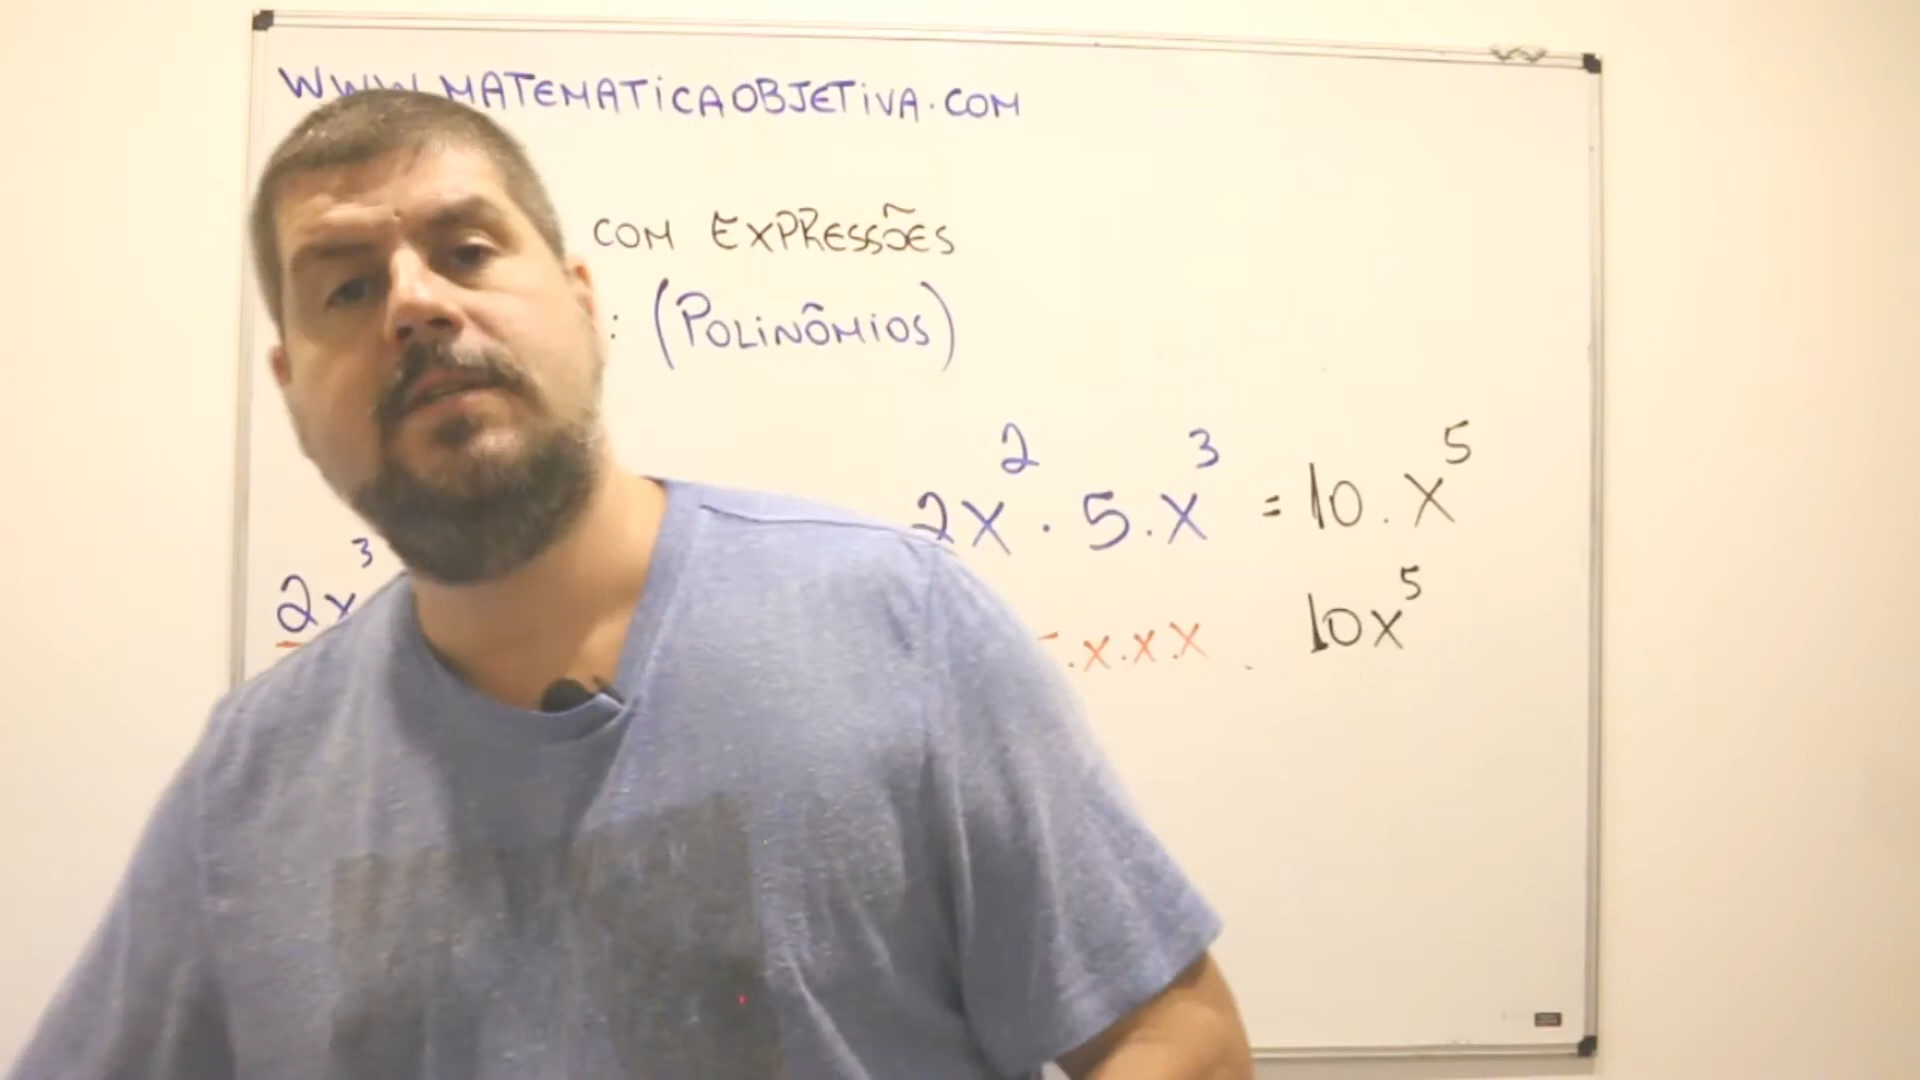 WWW.MATEMATICAOBJETIVA.COM
COM EXPRESSÕES
: (POLINÔMIOS)
2x² · 5.x³ = 10.x⁵
2x³
.x.x.x
10x⁵